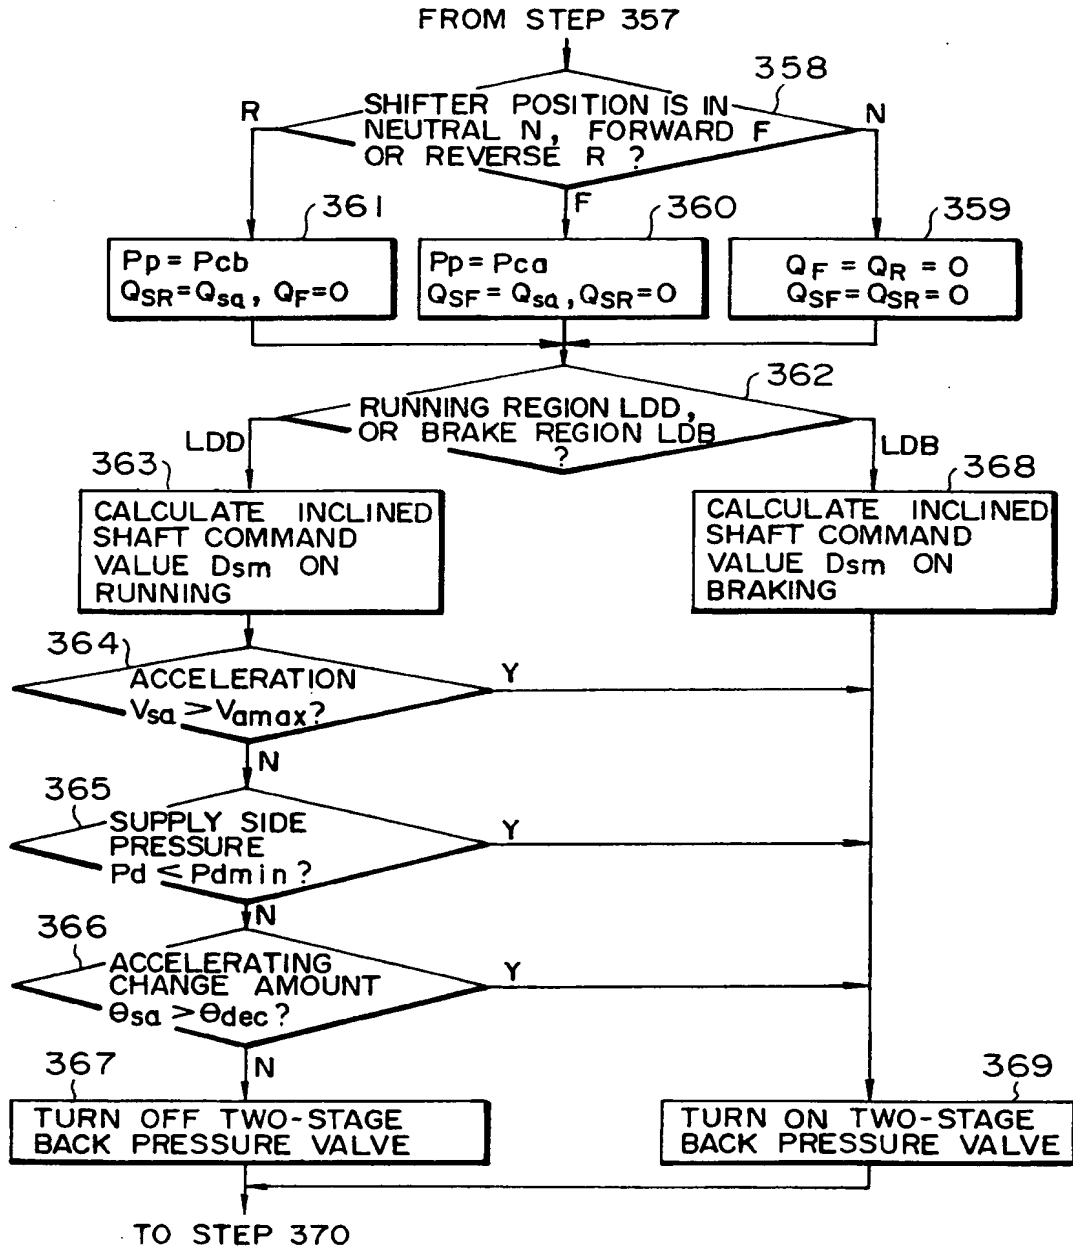 FROM STEP 357
358
SHIFTER POSITION IS IN
NEUTRAL N, FORWARD F
OR REVERSE R ?
R
N
F
361
Pp = Pcb
QSR=Qsa, QF=0
360
Pp = Pca
QSF = Qsa, QSR=0
359
QF = QR = 0
QSF=QSR=0
362
RUNNING REGION LDD,
OR BRAKE REGION LDB
?
LDD
LDB
363
CALCULATE INCLINED
SHAFT COMMAND
VALUE Dsm ON
RUNNING
368
CALCULATE INCLINED
SHAFT COMMAND
VALUE Dsm ON
BRAKING
364
ACCELERATION
Vsa > Vamax?
Y
N
365
SUPPLY SIDE
PRESSURE
Pd < Pdmin ?
Y
N
366
ACCELERATING
CHANGE AMOUNT
θsa > θdec ?
Y
N
367
TURN OFF TWO-STAGE
BACK PRESSURE VALVE
369
TURN ON TWO-STAGE
BACK PRESSURE VALVE
TO STEP 370